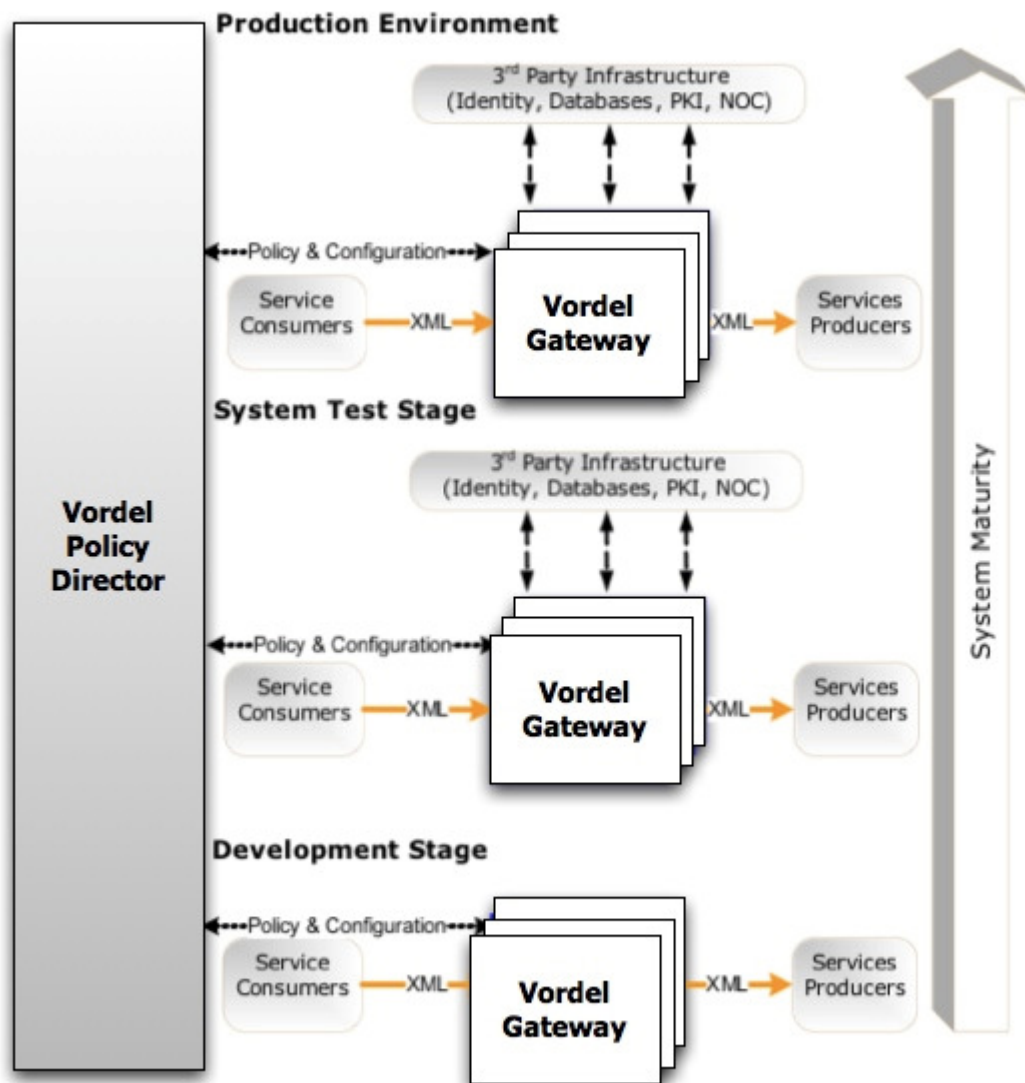 Production Environment
3rd Party Infrastructure
(Identity, Databases, PKI, NOC)
Policy & Configuration
Service
Consumers
XML
Vordel
Gateway
XML
Services
Producers
System Test Stage
3rd Party Infrastructure
(Identity, Databases, PKI, NOC)
Vordel
Policy
Director
Policy & Configuration
Service
Consumers
XML
Vordel
Gateway
XML
Services
Producers
System Maturity
Development Stage
Policy & Configuration
Service
Consumers
XML
Vordel
Gateway
XML
Services
Producers